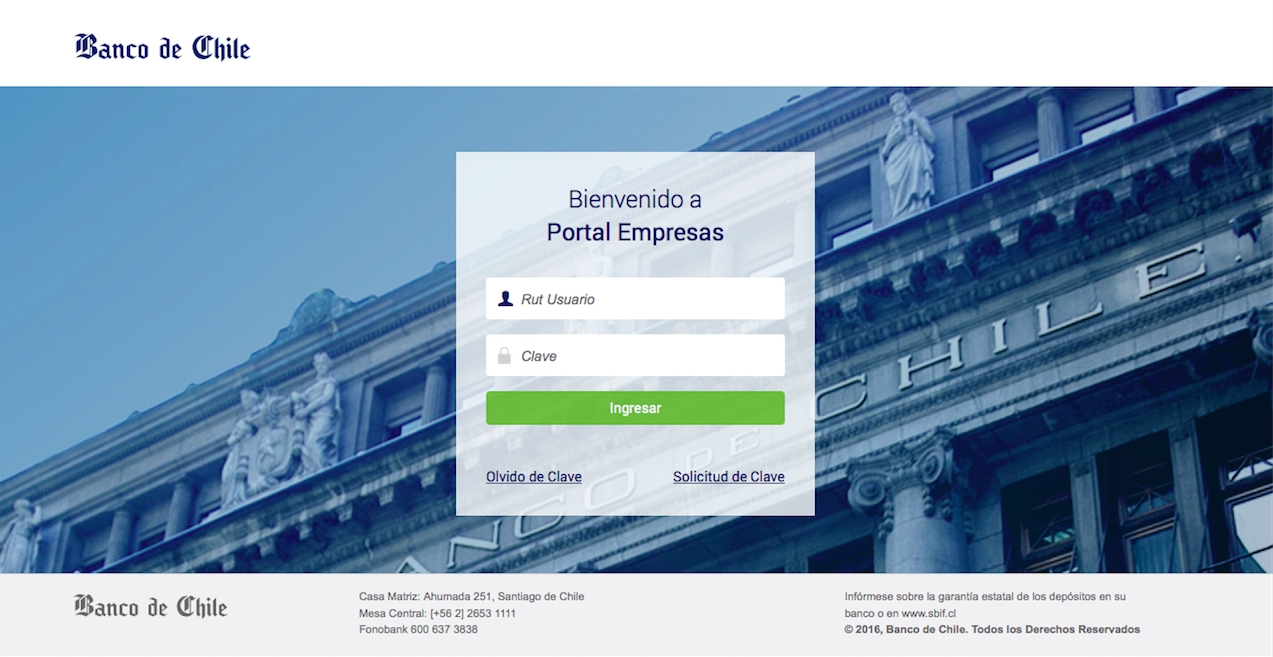 Banco de Chile
Bienvenido a
Portal Empresas
Rut Usuario
Clave
Ingresar
Olvido de Clave
Solicitud de Clave
BANCO DE CHILE.
Banco de Chile
Casa Matriz: Ahumada 251, Santiago de Chile
Mesa Central: [+56 2] 2653 1111
Fonobank 600 637 3838
Infórmese sobre la garantía estatal de los depósitos en su
banco o en www.sbif.cl
© 2016, Banco de Chile. Todos los Derechos Reservados